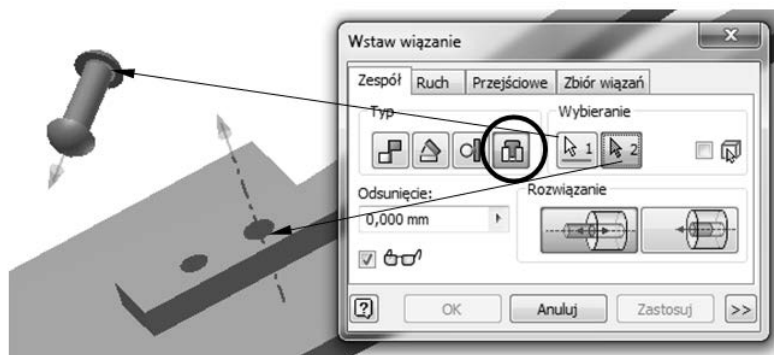 Wstaw wiązanie
Zespół Ruch Przejściowe Zbiór wiązań
Typ Wybieranie
1 2
Odsunięcie: Rozwiązanie
0,000 mm
OK Anuluj Zastosuj >>